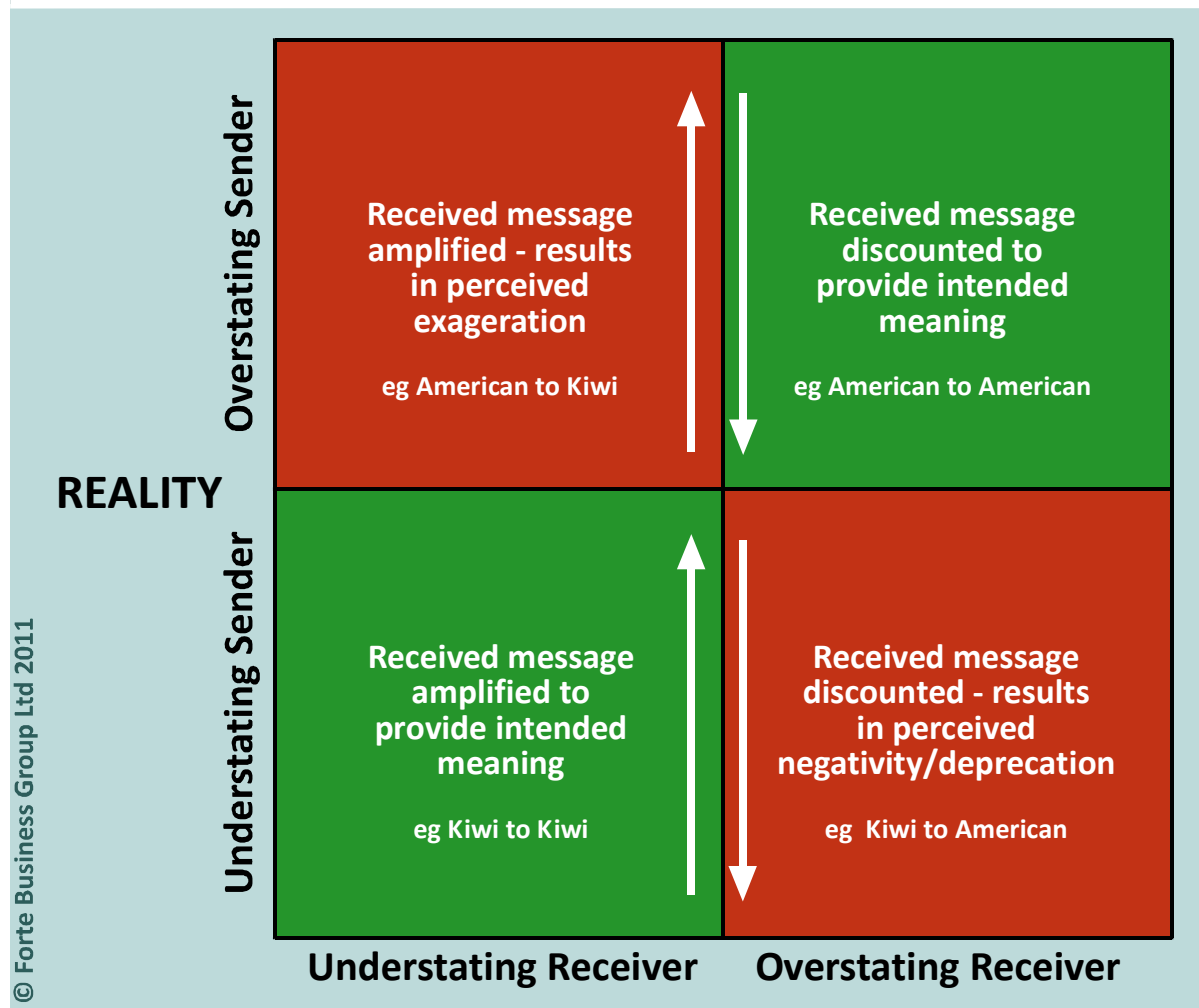 Overstating Sender
Received message
amplified - results
in perceived
exageration
eg American to Kiwi
Received message
discounted to
provide intended
meaning
eg American to American
REALITY
Understating Sender
Received message
amplified to
provide intended
meaning
eg Kiwi to Kiwi
Received message
discounted - results
in perceived
negativity/deprecation
eg Kiwi to American
Understating Receiver
Overstating Receiver
© Forte Business Group Ltd 2011